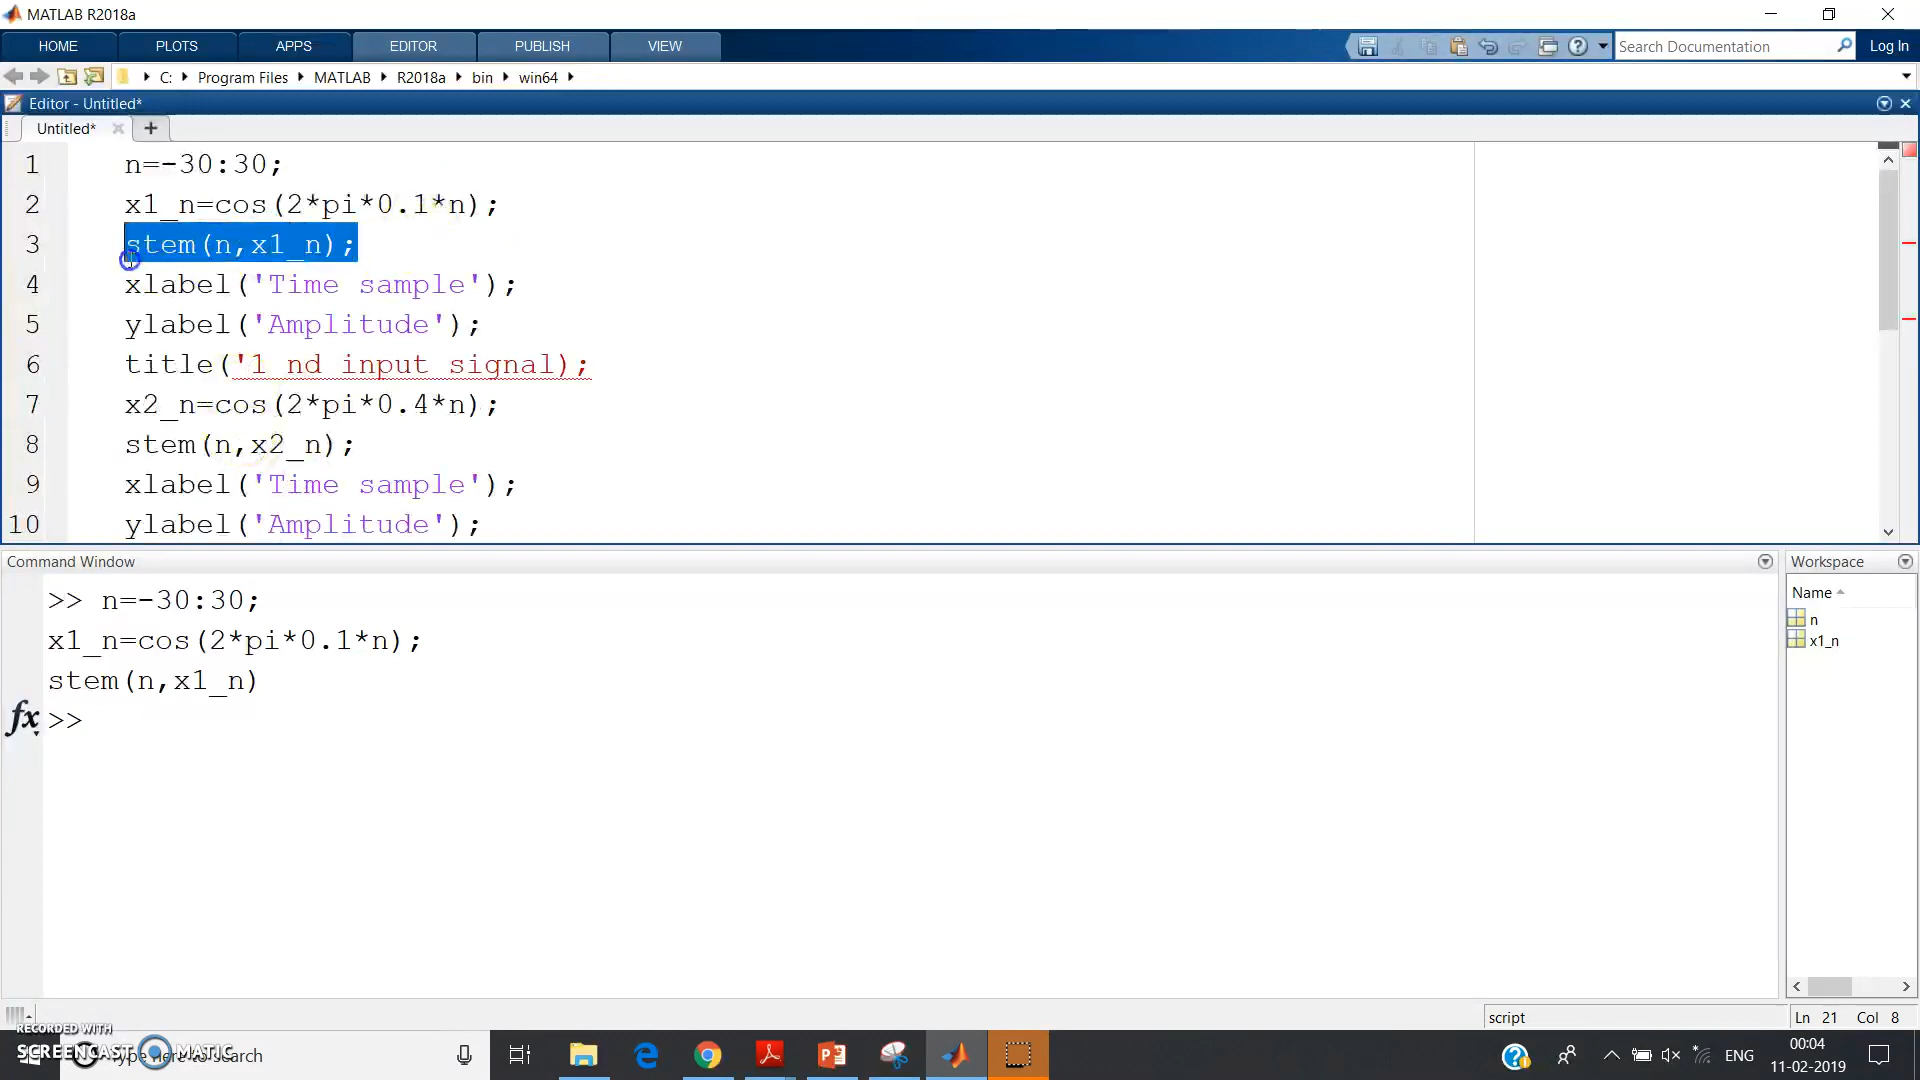 MATLAB R2018a
HOME PLOTS APPS EDITOR PUBLISH VIEW Search Documentation Log In
C: Program Files MATLAB R2018a bin win64
Editor - Untitled*
Untitled*
1 n=-30:30;
2 x1_n=cos(2*pi*0.1*n);
3 stem(n,x1_n);
4 xlabel('Time sample');
5 ylabel('Amplitude');
6 title('1 nd input signal);
7 x2_n=cos(2*pi*0.4*n);
8 stem(n,x2_n);
9 xlabel('Time sample');
10 ylabel('Amplitude');
Command Window
>> n=-30:30;
x1_n=cos(2*pi*0.1*n);
stem(n,x1_n)
fx >>
Workspace
Name
n
x1_n
script Ln 21 Col 8
RECORDED WITH
SCREENCAST MATIC
Type here to search
ENG
00:04
11-02-2019